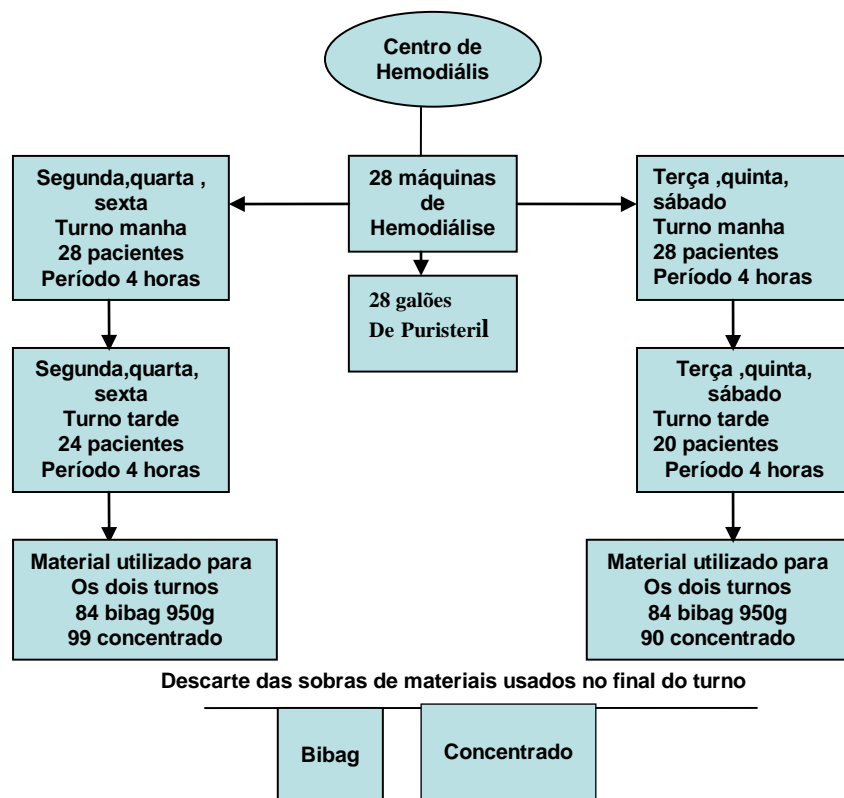 Centro de
Hemodiális
Segunda,quarta ,
sexta
Turno manha
28 pacientes
Período 4 horas
28 máquinas
de
Hemodiálise
Terça ,quinta,
sábado
Turno manha
28 pacientes
Período 4 horas
28 galões
De Puristeril
Segunda,quarta,
sexta
Turno tarde
24 pacientes
Período 4 horas
Terça ,quinta,
sábado
Turno tarde
20 pacientes
Período 4 horas
Material utilizado para
Os dois turnos
84 bibag 950g
99 concentrado
Material utilizado para
Os dois turnos
84 bibag 950g
90 concentrado
Descarte das sobras de materiais usados no final do turno
Bibag
Concentrado